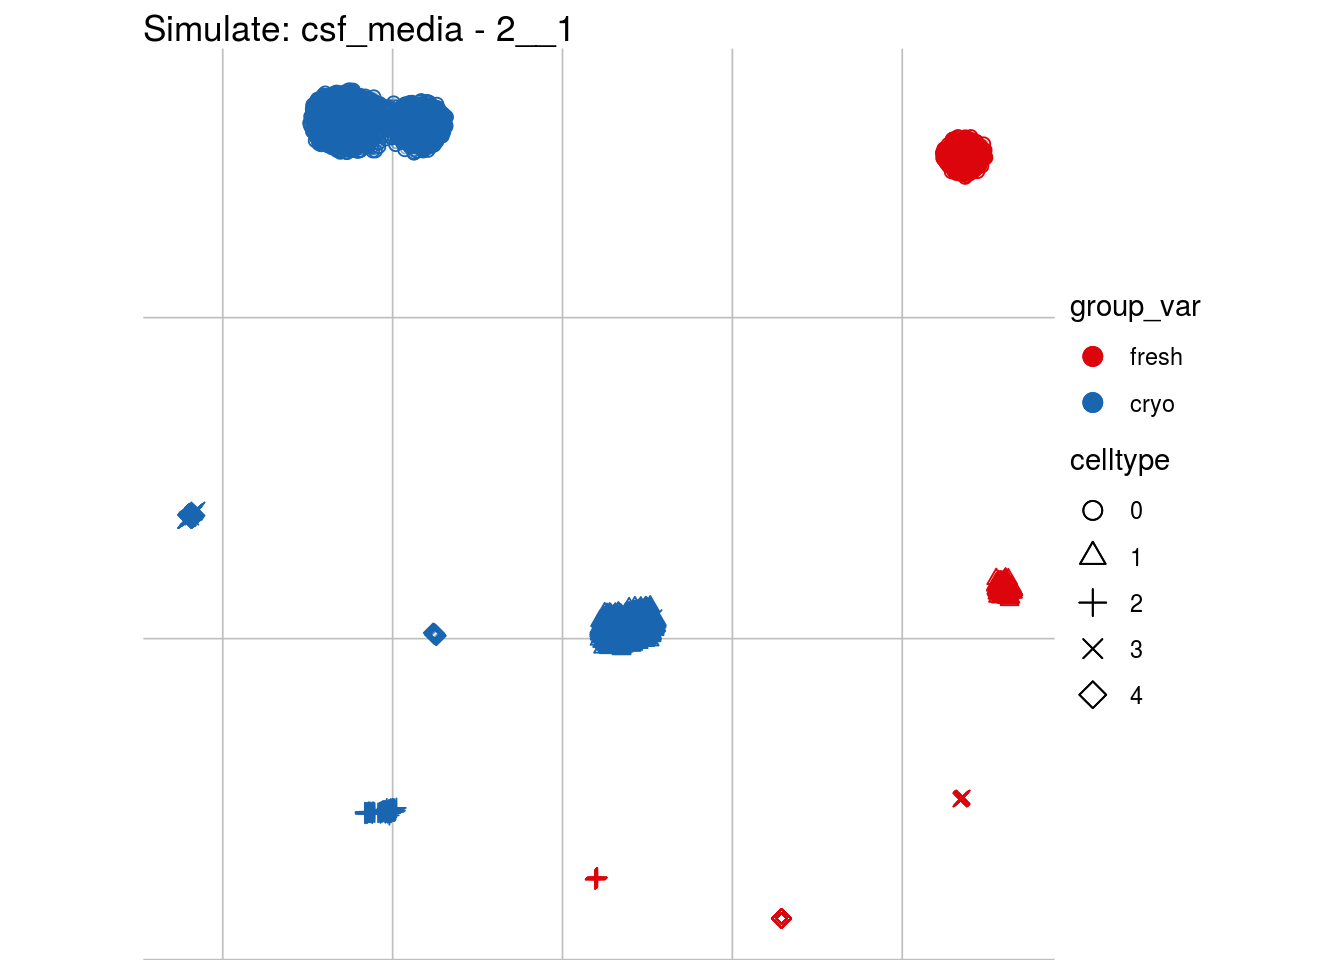 Simulate: csf_media - 2__1
group_var
fresh
cryo
celltype
0
1
2
3
4